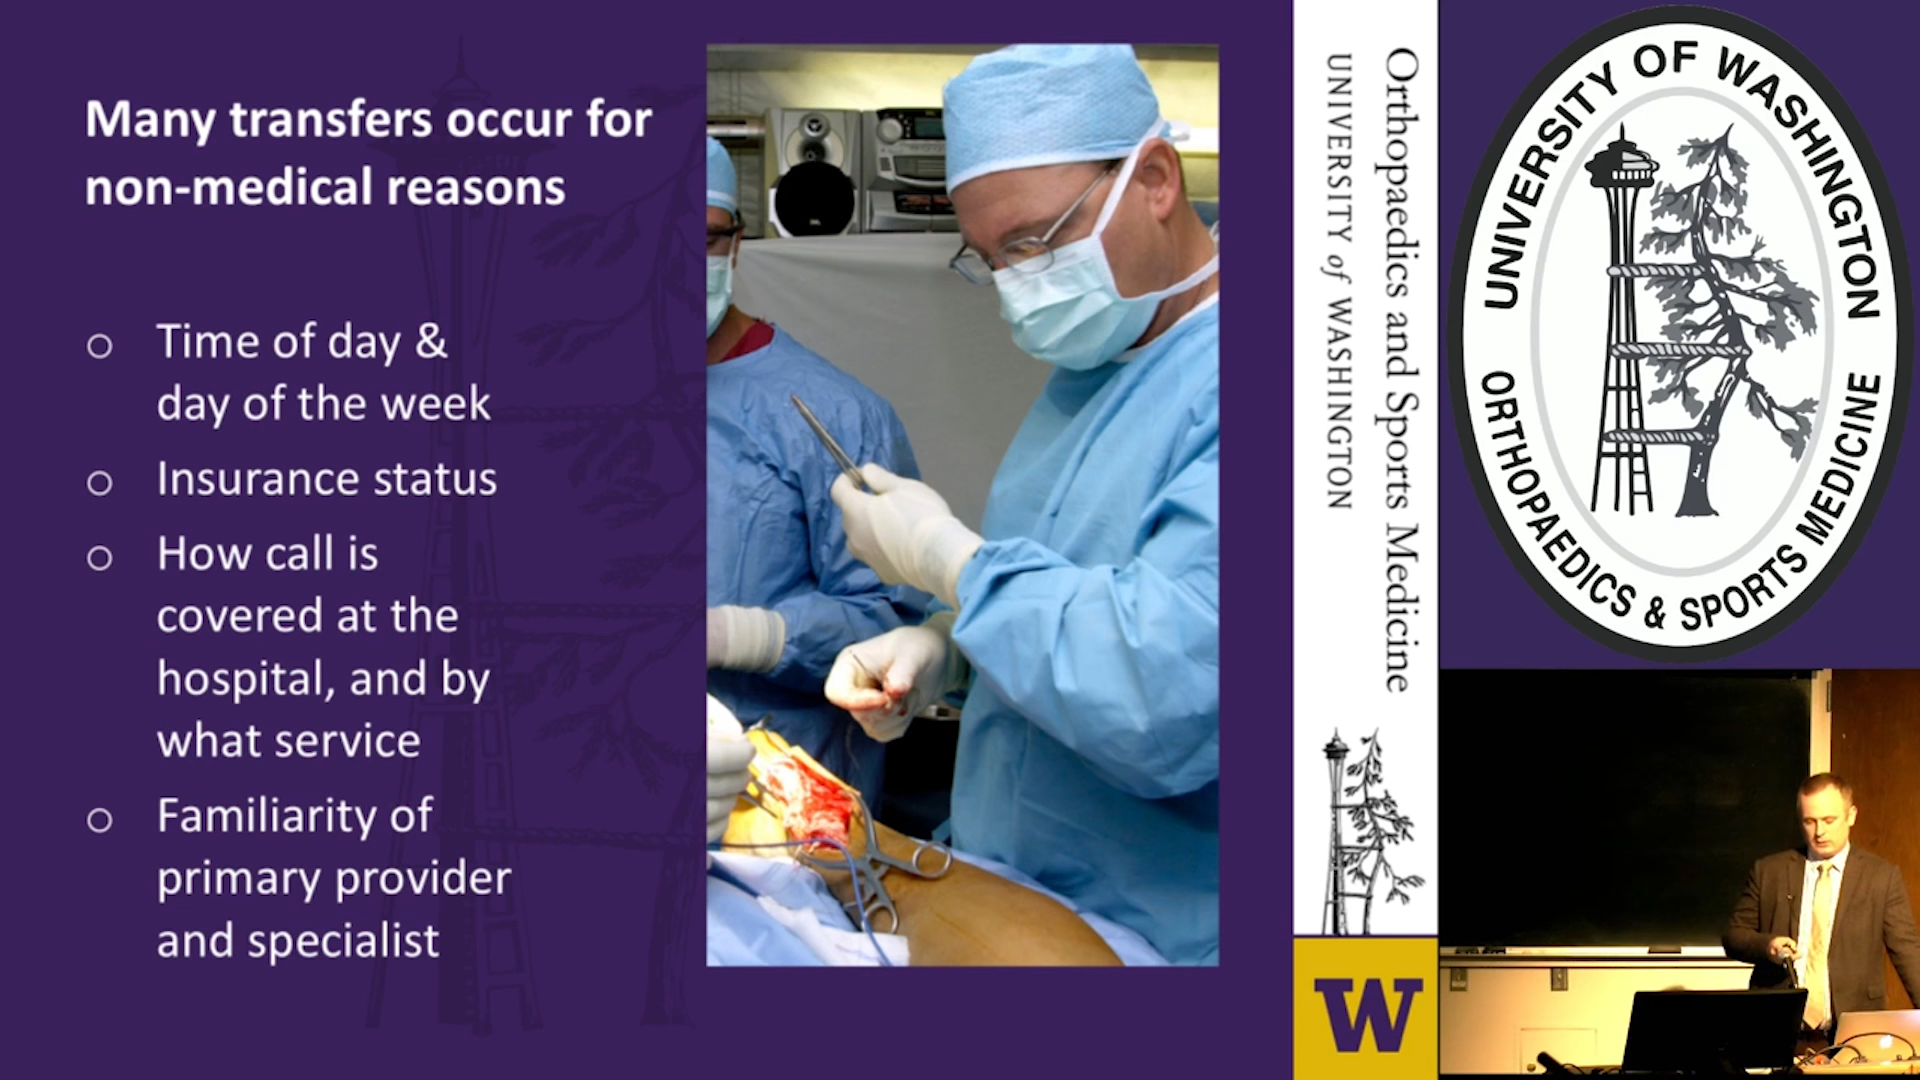 Many transfers occur for
non-medical reasons
o Time of day &
day of the week
o Insurance status
o How call is
covered at the
hospital, and by
what service
o Familiarity of
primary provider
and specialist
Orthopaedics and Sports Medicine
UNIVERSITY of WASHINGTON
W
UNIVERSITY OF WASHINGTON
ORTHOPAEDICS & SPORTS MEDICINE